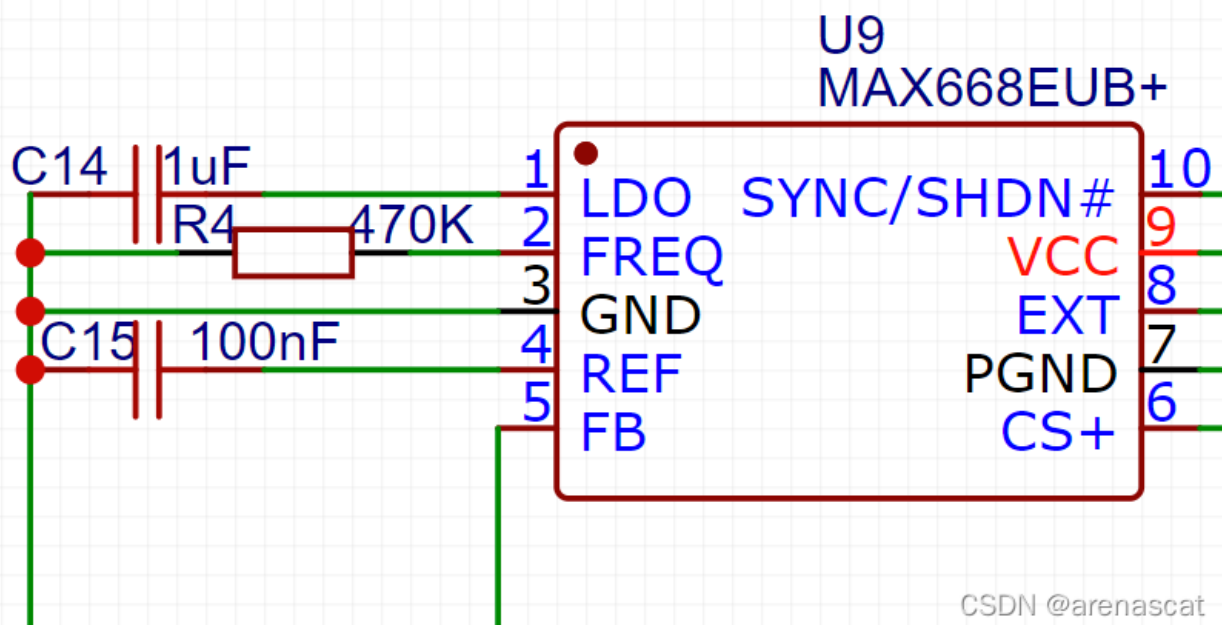 U9
MAX668EUB+
C14 1uF
R4 470K
C15 100nF
1 LDO
2 FREQ
3 GND
4 REF
5 FB
SYNC/SHDN# 10
VCC 9
EXT 8
PGND 7
CS+ 6
CSDN @arenascat